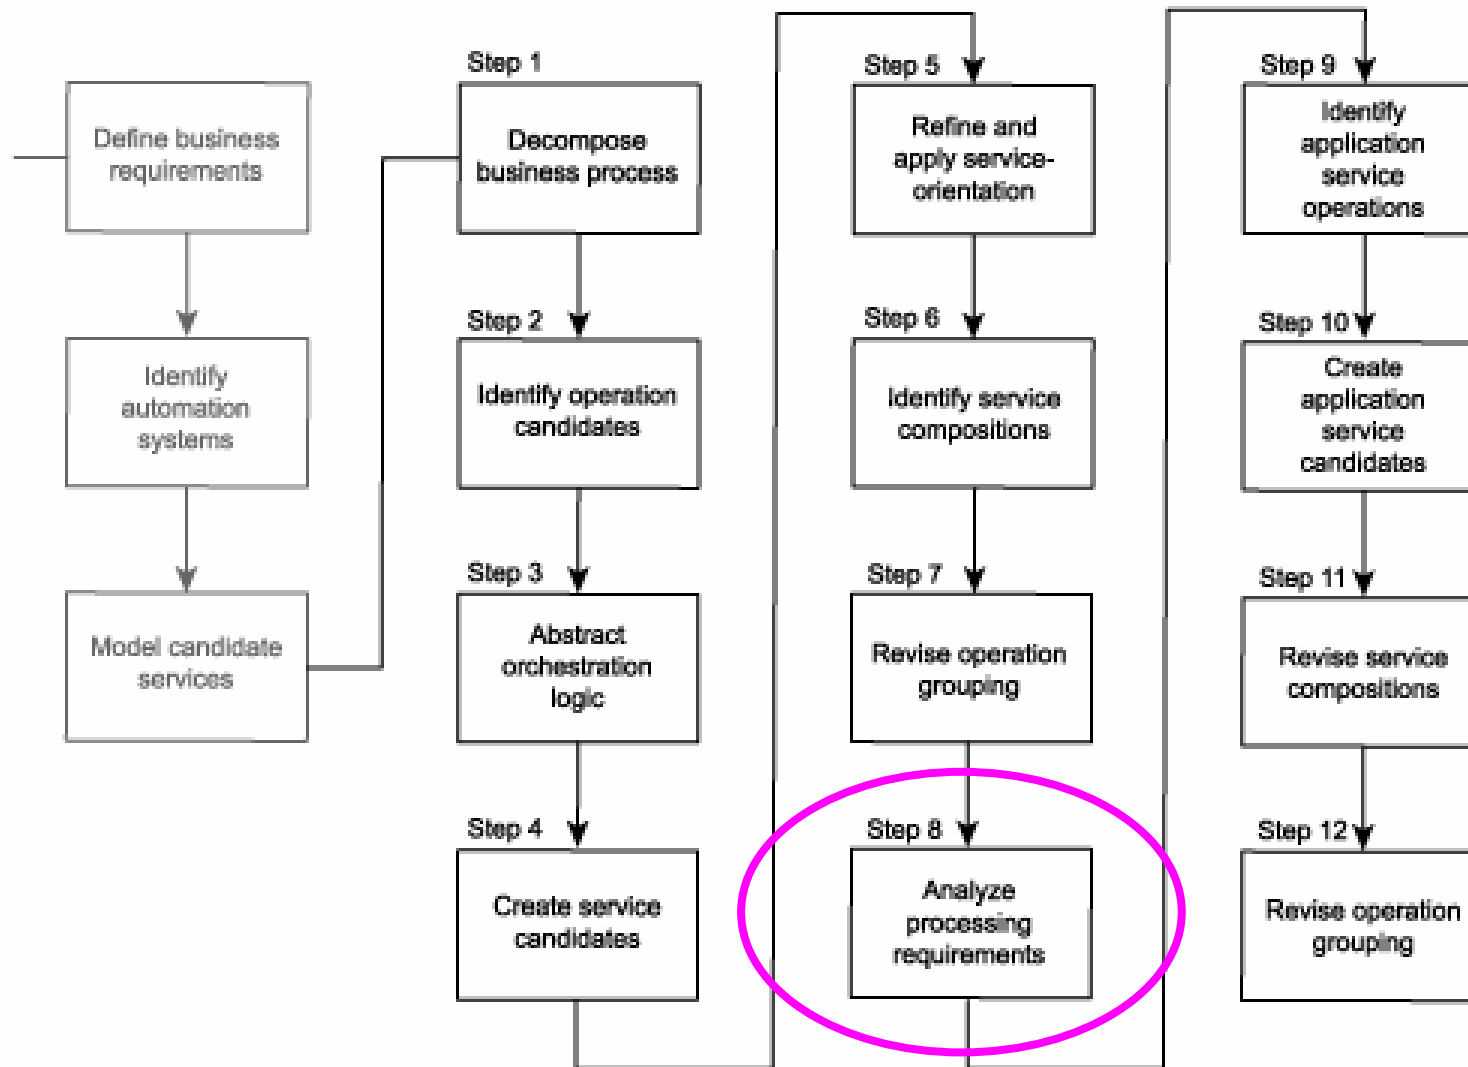 Define business
requirements
Identify
automation
systems
Model candidate
services
Step 1
Decompose
business process
Step 2
Identify operation
candidates
Step 3
Abstract
orchestration
logic
Step 4
Create service
candidates
Step 5
Refine and
apply service-
orientation
Step 6
Identify service
compositions
Step 7
Revise operation
grouping
Step 8
Analyze
processing
requirements
Step 9
Identify
application
service
operations
Step 10
Create
application
service
candidates
Step 11
Revise service
compositions
Step 12
Revise operation
grouping